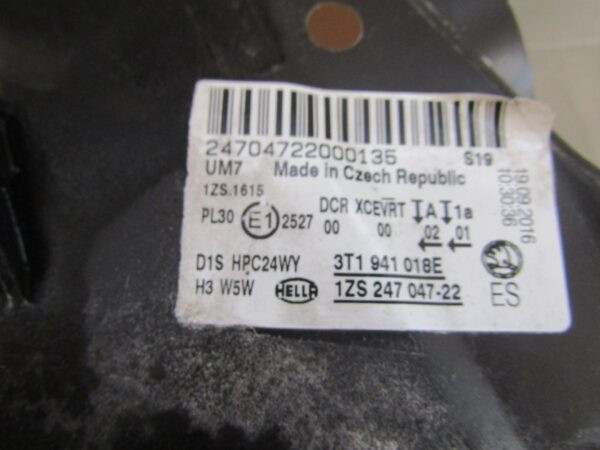 24704722000135 S19
UM7 Made in Czech Republic
1ZS.1615
PL30 E1 2527 DCR XCEVRT A 1a
00 00 02 01
D1S HPC24WY 3T1 941 018E
H3 W5W HELLA 1ZS 247 047-22
ES
19.09.2016
10:30:36